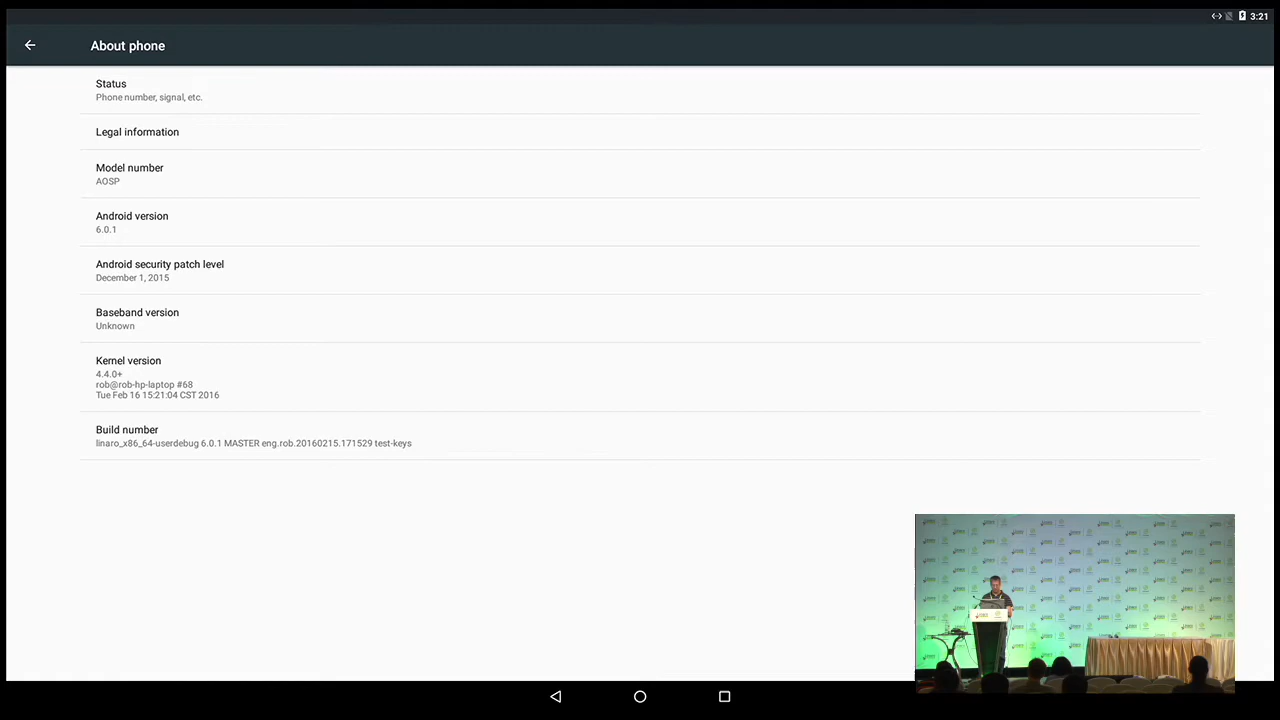 3:21
About phone
Status
Phone number, signal, etc.
Legal information
Model number
AOSP
Android version
6.0.1
Android security patch level
December 1, 2015
Baseband version
Unknown
Kernel version
4.4.0+
rob@rob-hp-laptop #68
Tue Feb 16 15:21:04 CST 2016
Build number
linaro_x86_64-userdebug 6.0.1 MASTER eng.rob.20160215.171529 test-keys